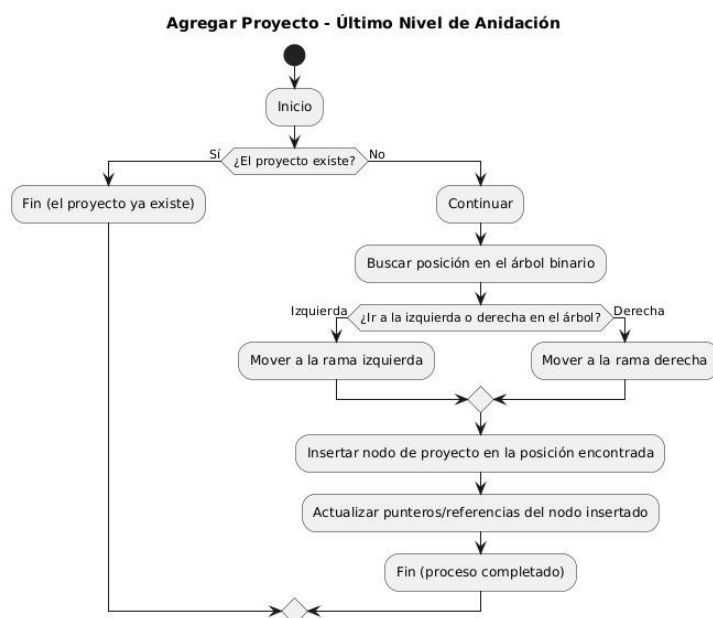 Agregar Proyecto - Último Nivel de Anidación
Inicio
Sí
¿El proyecto existe?
No
Fin (el proyecto ya existe)
Continuar
Buscar posición en el árbol binario
Izquierda
¿Ir a la izquierda o derecha en el árbol?
Derecha
Mover a la rama izquierda
Mover a la rama derecha
Insertar nodo de proyecto en la posición encontrada
Actualizar punteros/referencias del nodo insertado
Fin (proceso completado)